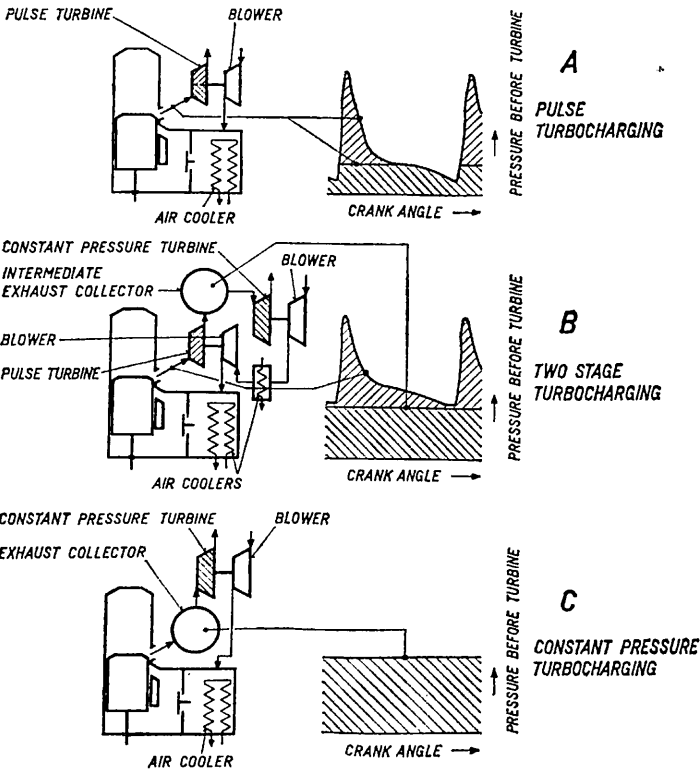 PULSE TURBINE
BLOWER
AIR COOLER
CRANK ANGLE
PRESSURE BEFORE TURBINE
A
PULSE
TURBOCHARGING
CONSTANT PRESSURE TURBINE
INTERMEDIATE
EXHAUST COLLECTOR
BLOWER
BLOWER
PULSE TURBINE
AIR COOLERS
CRANK ANGLE
PRESSURE BEFORE TURBINE
B
TWO STAGE
TURBOCHARGING
CONSTANT PRESSURE TURBINE
BLOWER
EXHAUST COLLECTOR
AIR COOLER
CRANK ANGLE
PRESSURE BEFORE TURBINE
C
CONSTANT PRESSURE
TURBOCHARGING